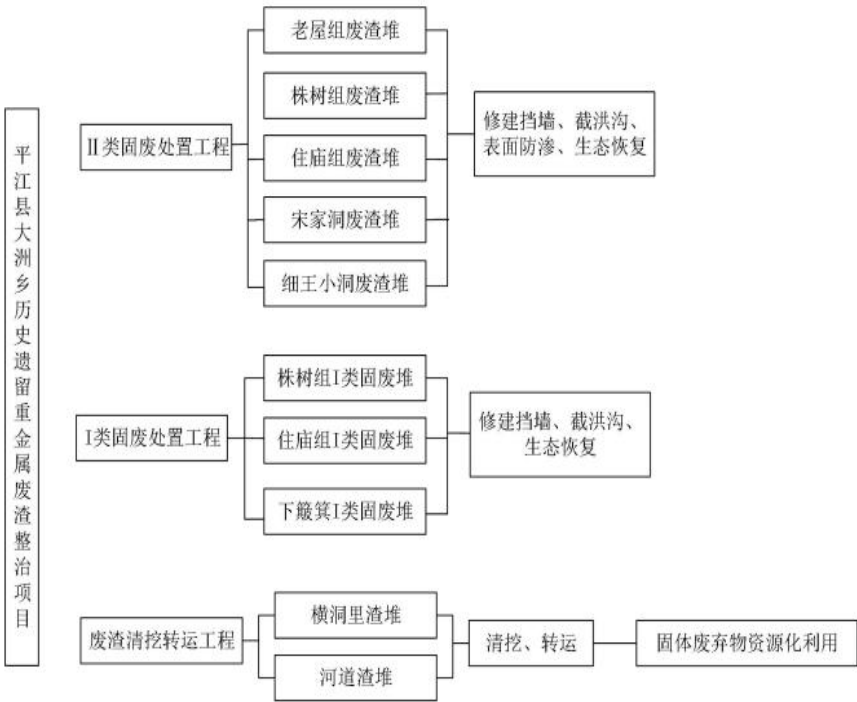 平江县大洲乡历史遗留重金属废渣整治项目
II类固废处置工程
老屋组废渣堆
株树组废渣堆
住庙组废渣堆
宋家洞废渣堆
细王小洞废渣堆
修建挡墙、截洪沟、
表面防渗、生态恢复
I类固废处置工程
株树组I类固废堆
住庙组I类固废堆
下簸箕I类固废堆
修建挡墙、截洪沟、
生态恢复
废渣清挖转运工程
横洞里渣堆
河道渣堆
清挖、转运
固体废弃物资源化利用